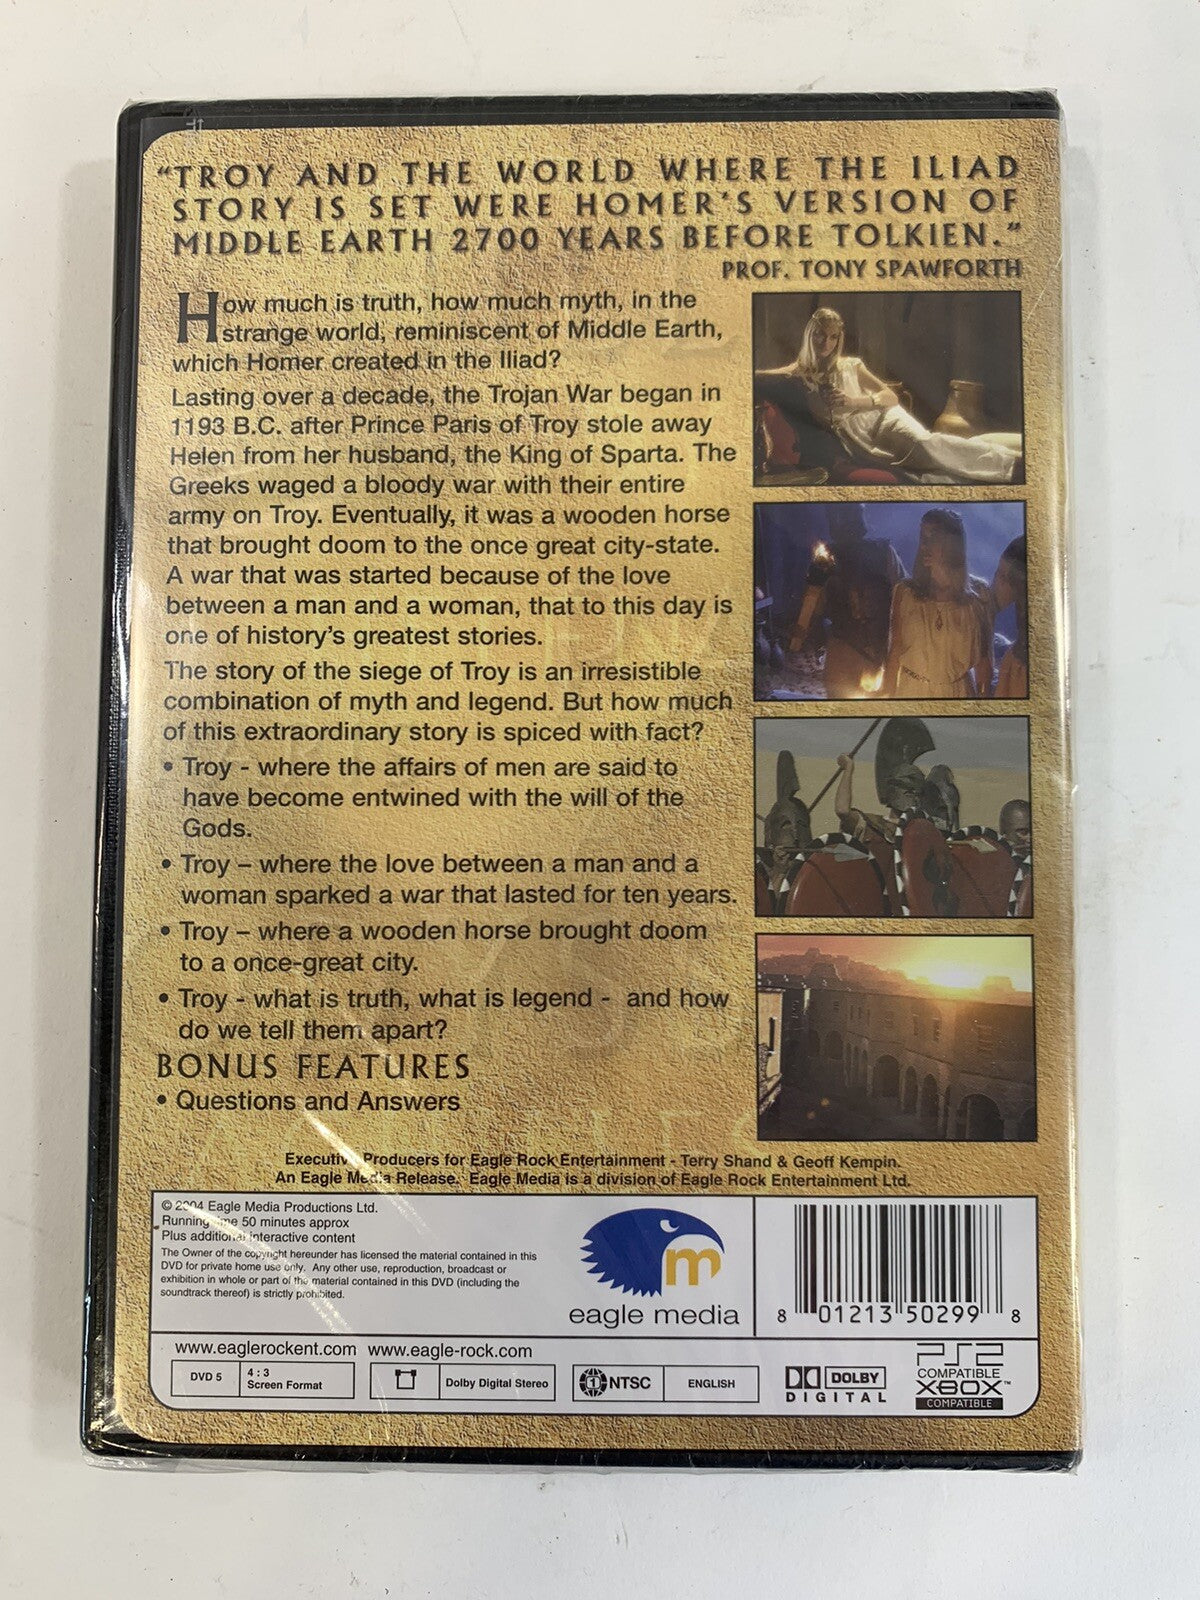 “TROY AND THE WORLD WHERE THE ILIAD
STORY IS SET WERE HOMER’S VERSION OF
MIDDLE EARTH 2700 YEARS BEFORE TOLKIEN.”
PROF. TONY SPAWFORTH
How much is truth, how much myth, in the
strange world, reminiscent of Middle Earth,
which Homer created in the Iliad?
Lasting over a decade, the Trojan War began in
1193 B.C. after Prince Paris of Troy stole away
Helen from her husband, the King of Sparta. The
Greeks waged a bloody war with their entire
army on Troy. Eventually, it was a wooden horse
that brought doom to the once great city-state.
A war that was started because of the love
between a man and a woman, that to this day is
one of history’s greatest stories.
The story of the siege of Troy is an irresistible
combination of myth and legend. But how much
of this extraordinary story is spiced with fact?
• Troy - where the affairs of men are said to
have become entwined with the will of the
Gods.
• Troy – where the love between a man and a
woman sparked a war that lasted for ten years.
• Troy – where a wooden horse brought doom
to a once-great city.
• Troy - what is truth, what is legend - and how
do we tell them apart?
BONUS FEATURES
• Questions and Answers
Executive Producers for Eagle Rock Entertainment - Terry Shand & Geoff Kempin.
An Eagle Media Release. Eagle Media is a division of Eagle Rock Entertainment Ltd.
© 2004 Eagle Media Productions Ltd.
Running time 50 minutes approx
Plus additional interactive content
The Owner of the copyright hereunder has licensed the material contained in this
DVD for private home use only. Any other use, reproduction, broadcast or
exhibition in whole or part of the material contained in this DVD (including the
soundtrack thereof) is strictly prohibited.
m
eagle media
8 01213 50299 8
www.eaglerockent.com www.eagle-rock.com
DVD 5
4 : 3
Screen Format
Dolby Digital Stereo
1 NTSC
ENGLISH
DOLBY
DIGITAL
PS2
COMPATIBLE
XBOX™
COMPATIBLE